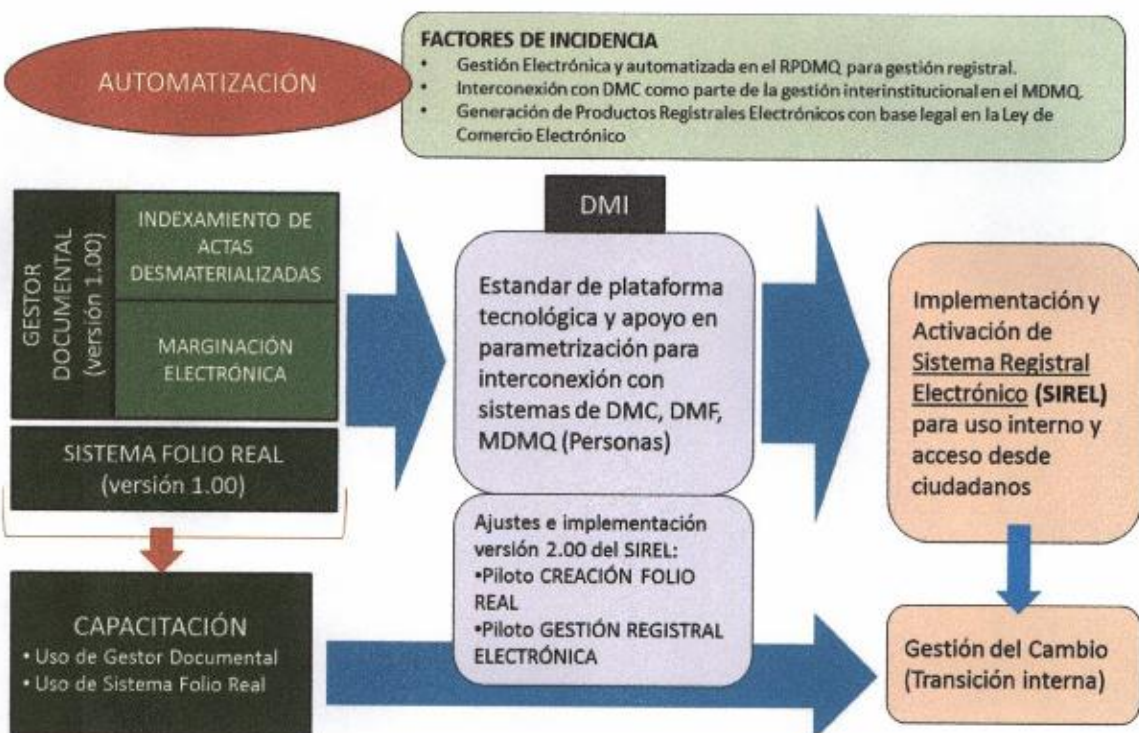 AUTOMATIZACIÓN
FACTORES DE INCIDENCIA
• Gestión Electrónica y automatizada en el RPDMQ para gestión registral.
• Interconexión con DMC como parte de la gestión interinstitucional en el MDMQ.
• Generación de Productos Registrales Electrónicos con base legal en la Ley de
Comercio Electrónico
GESTOR
DOCUMENTAL
(versión 1.00)
INDEXAMIENTO DE
ACTAS
DESMATERIALIZADAS
MARGINACIÓN
ELECTRÓNICA
SISTEMA FOLIO REAL
(versión 1.00)
CAPACITACIÓN
• Uso de Gestor Documental
• Uso de Sistema Folio Real
DMI
Estandar de plataforma
tecnológica y apoyo en
parametrización para
interconexión con
sistemas de DMC, DMF,
MDMQ (Personas)
Ajustes e implementación
versión 2.00 del SIREL:
•Piloto CREACIÓN FOLIO
REAL
•Piloto GESTIÓN REGISTRAL
ELECTRÓNICA
Implementación y
Activación de
Sistema Registral
Electrónico (SIREL)
para uso interno y
acceso desde
ciudadanos
Gestión del Cambio
(Transición interna)